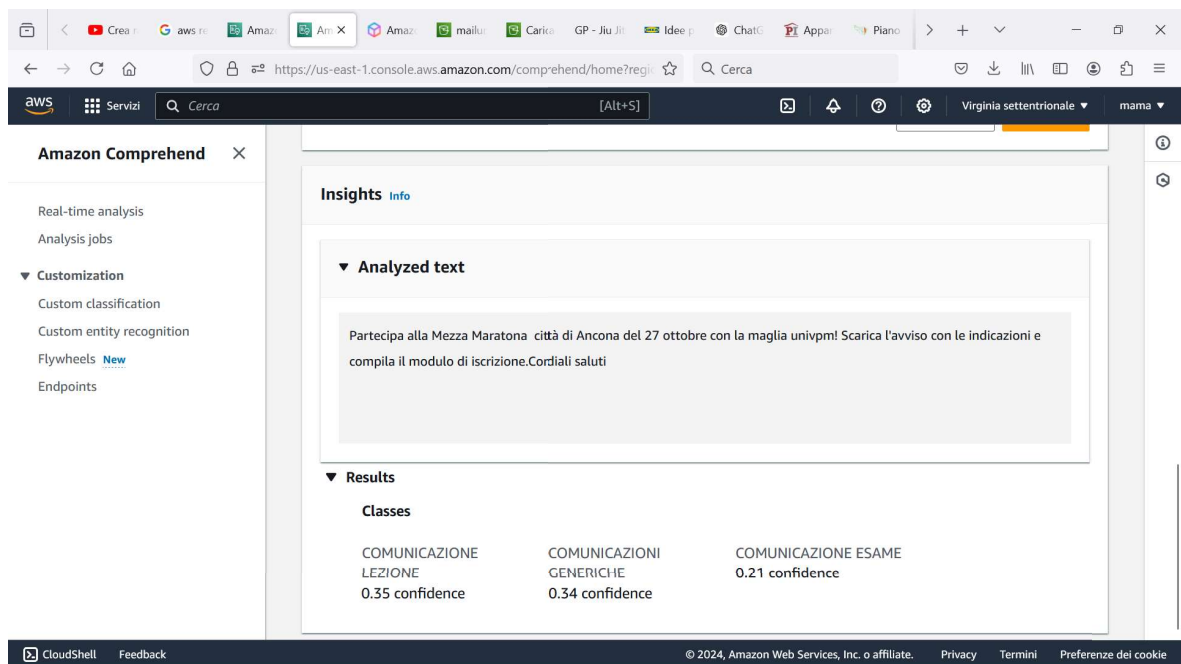 Crea
aws re
Amaz
Am
Amaz
mailu
Carica
GP - Jiu Jit
Idee p
ChatG
Appar
Piano
https://us-east-1.console.aws.amazon.com/comprehend/home?regio
Cerca
aws
Servizi
Cerca
[Alt+S]
Virginia settentrionale
mama
Amazon Comprehend
Real-time analysis
Analysis jobs
Customization
Custom classification
Custom entity recognition
Flywheels New
Endpoints
Insights Info
Analyzed text
Partecipa alla Mezza Maratona città di Ancona del 27 ottobre con la maglia univpm! Scarica l'avviso con le indicazioni e
compila il modulo di iscrizione.Cordiali saluti
Results
Classes
COMUNICAZIONE
LEZIONE
0.35 confidence
COMUNICAZIONI
GENERICHE
0.34 confidence
COMUNICAZIONE ESAME
0.21 confidence
CloudShell
Feedback
© 2024, Amazon Web Services, Inc. o affiliate.
Privacy
Termini
Preferenze dei cookie